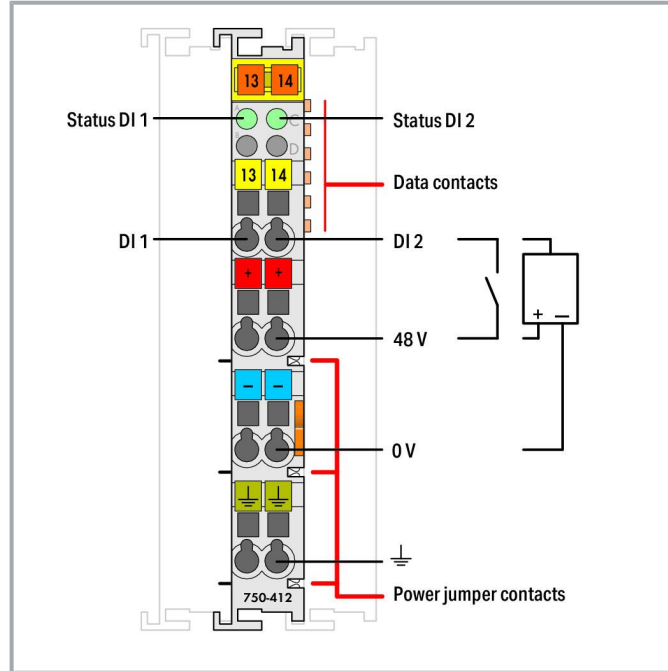 13 14
A C
Status DI 1
Status DI 2
B D
13 14
Data contacts
DI 1
DI 2
+ +
+ −
48 V
− −
0 V
750-412
Power jumper contacts